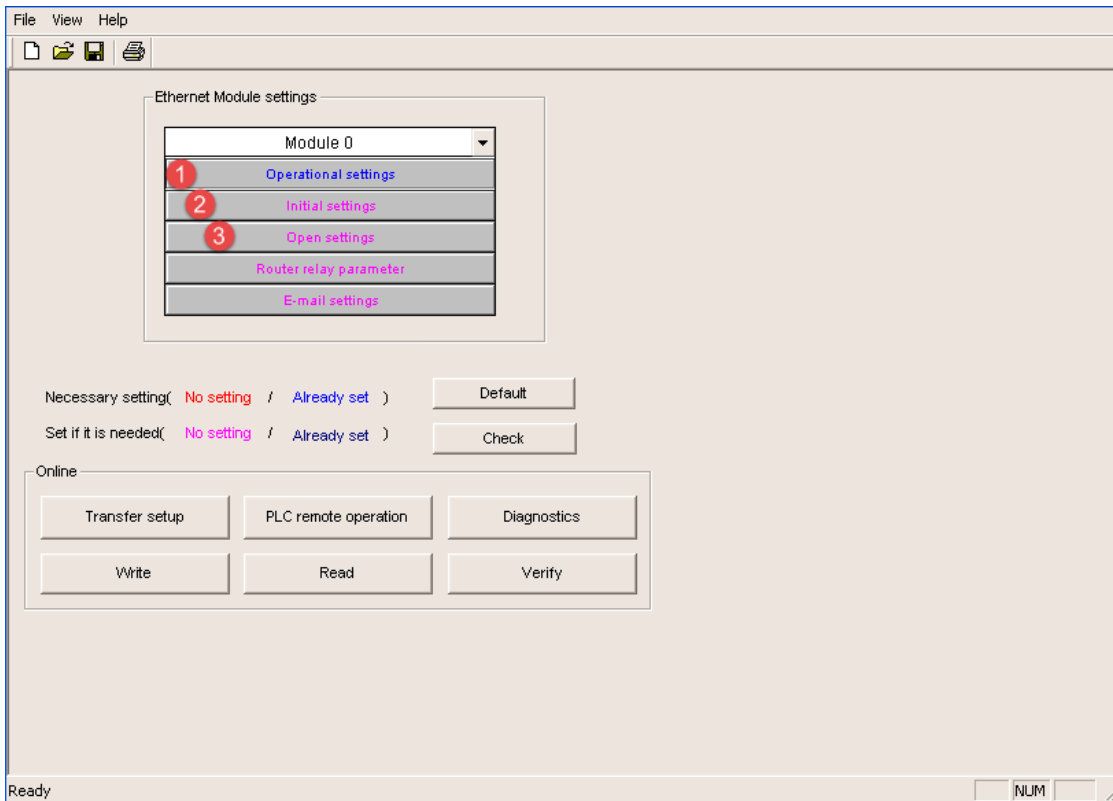 File View Help
Ethernet Module settings
Module 0
1 Operational settings
2 Initial settings
3 Open settings
Router relay parameter
E-mail settings
Necessary setting( No setting / Already set ) Default
Set if it is needed( No setting / Already set ) Check
Online
Transfer setup PLC remote operation Diagnostics
Write Read Verify
Ready NUM